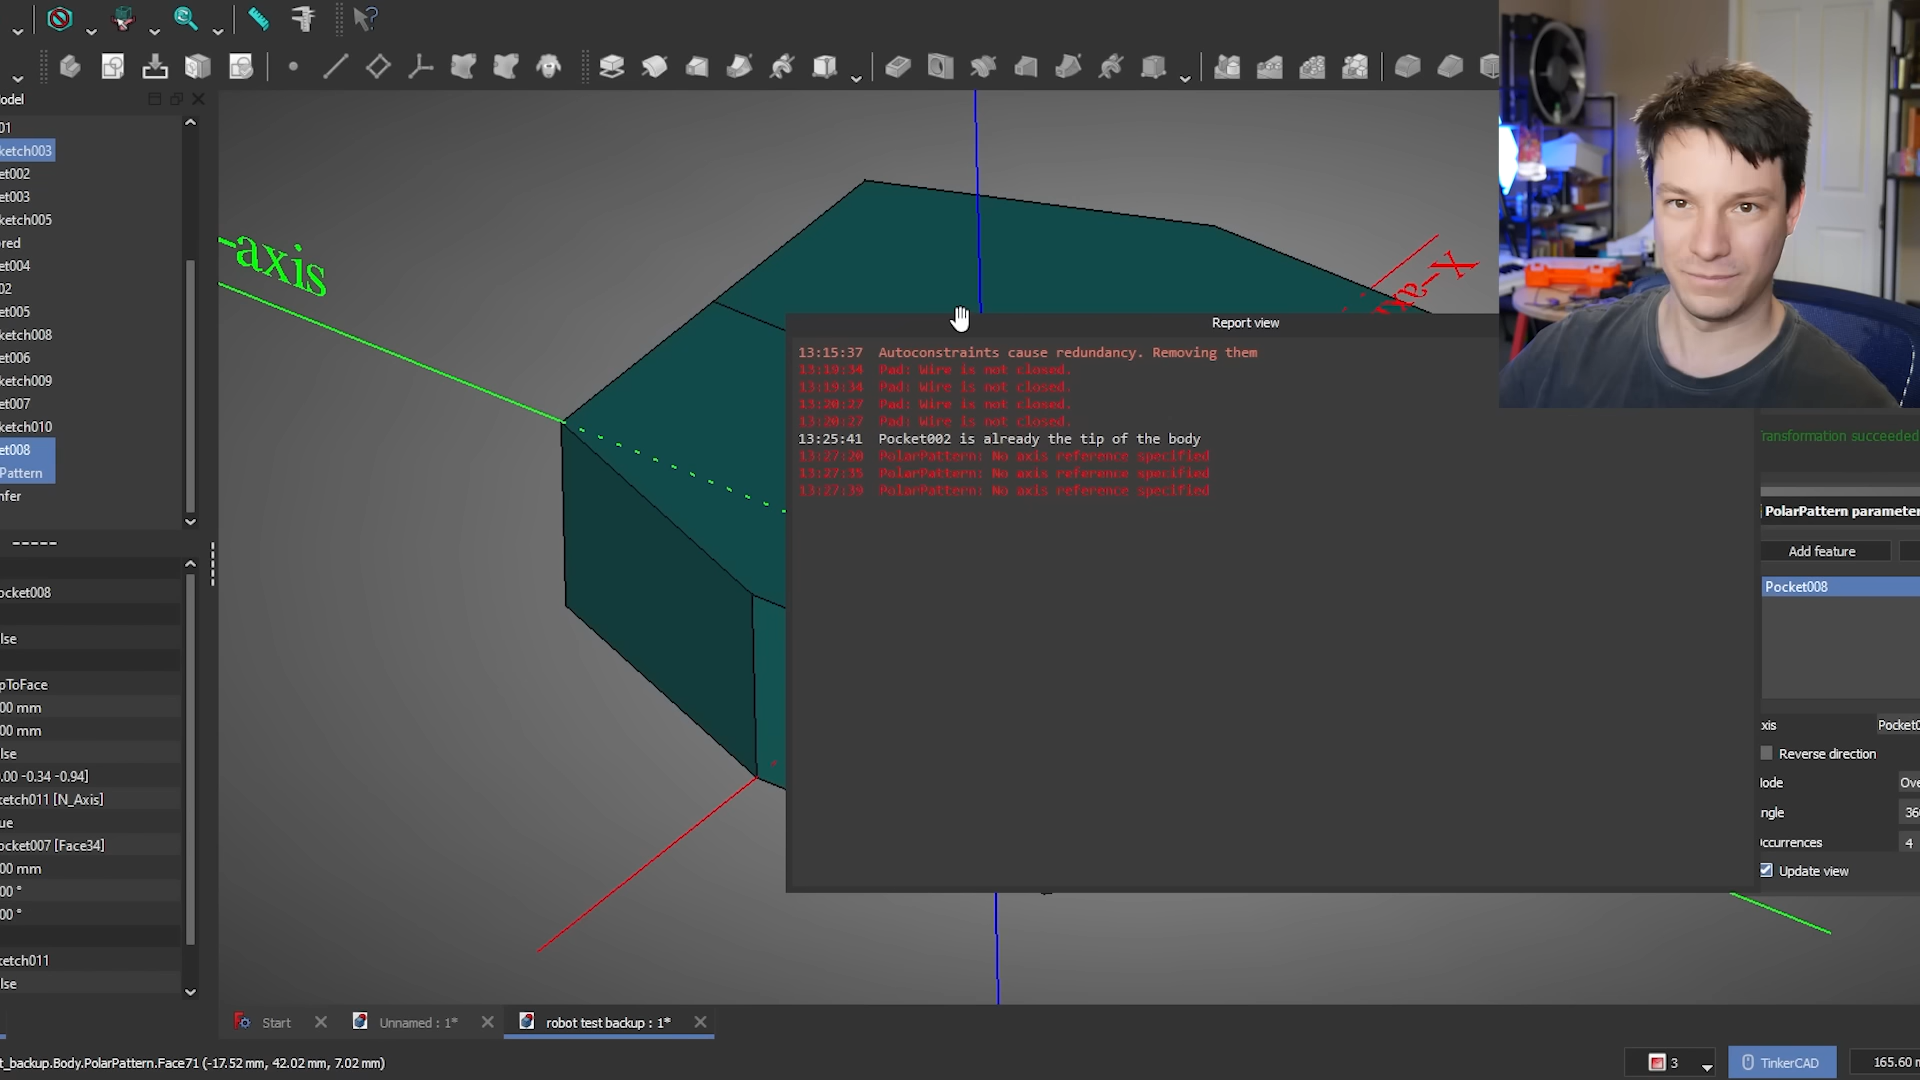 odel
01
ketch003
et002
et003
ketch005
red
et004
02
et005
ketch008
et006
ketch009
et007
ketch010
et008
Pattern
nfer
ocket008
lse
pToFace
00 mm
00 mm
lse
.00 -0.34 -0.94]
ketch011 [N_Axis]
ue
ocket007 [Face34]
00 mm
00 °
00 °
ketch011
lse
-axis
-X
Report view
13:15:37 Autoconstraints cause redundancy. Removing them
13:19:34 Pad: Wire is not closed.
13:19:34 Pad: Wire is not closed.
13:20:27 Pad: Wire is not closed.
13:20:27 Pad: Wire is not closed.
13:25:41 Pocket002 is already the tip of the body
13:27:20 PolarPattern: No axis reference specified
13:27:35 PolarPattern: No axis reference specified
13:27:39 PolarPattern: No axis reference specified
ransformation succeeded
PolarPattern parameter
Add feature
Pocket008
xis Pocket0
Reverse direction
lode Ove
ngle 36
ccurrences 4
Update view
Start
Unnamed : 1*
robot test backup : 1*
t_backup.Body.PolarPattern.Face71 (-17.52 mm, 42.02 mm, 7.02 mm)
3
TinkerCAD
165.60 m